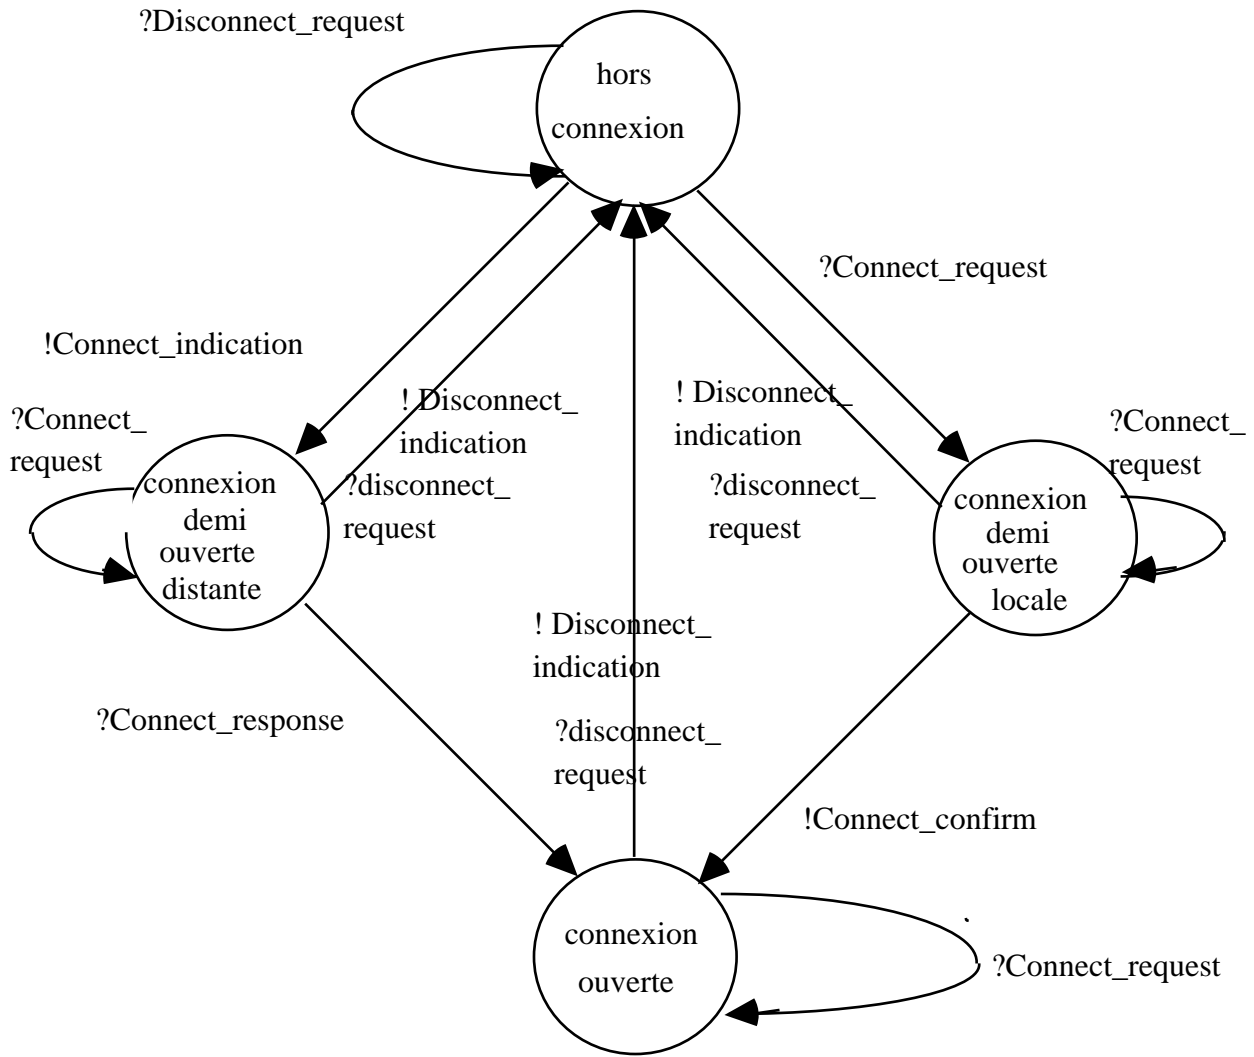 ?Disconnect_request
hors
connexion
?Connect_request
!Connect_indication
! Disconnect_
indication
! Disconnect_
indication
?Connect_
request
?Connect_
request
?disconnect_
request
?disconnect_
request
connexion
demi
ouverte
distante
connexion
demi
ouverte
locale
! Disconnect_
indication
?Connect_response
?disconnect_
request
!Connect_confirm
connexion
ouverte
?Connect_request